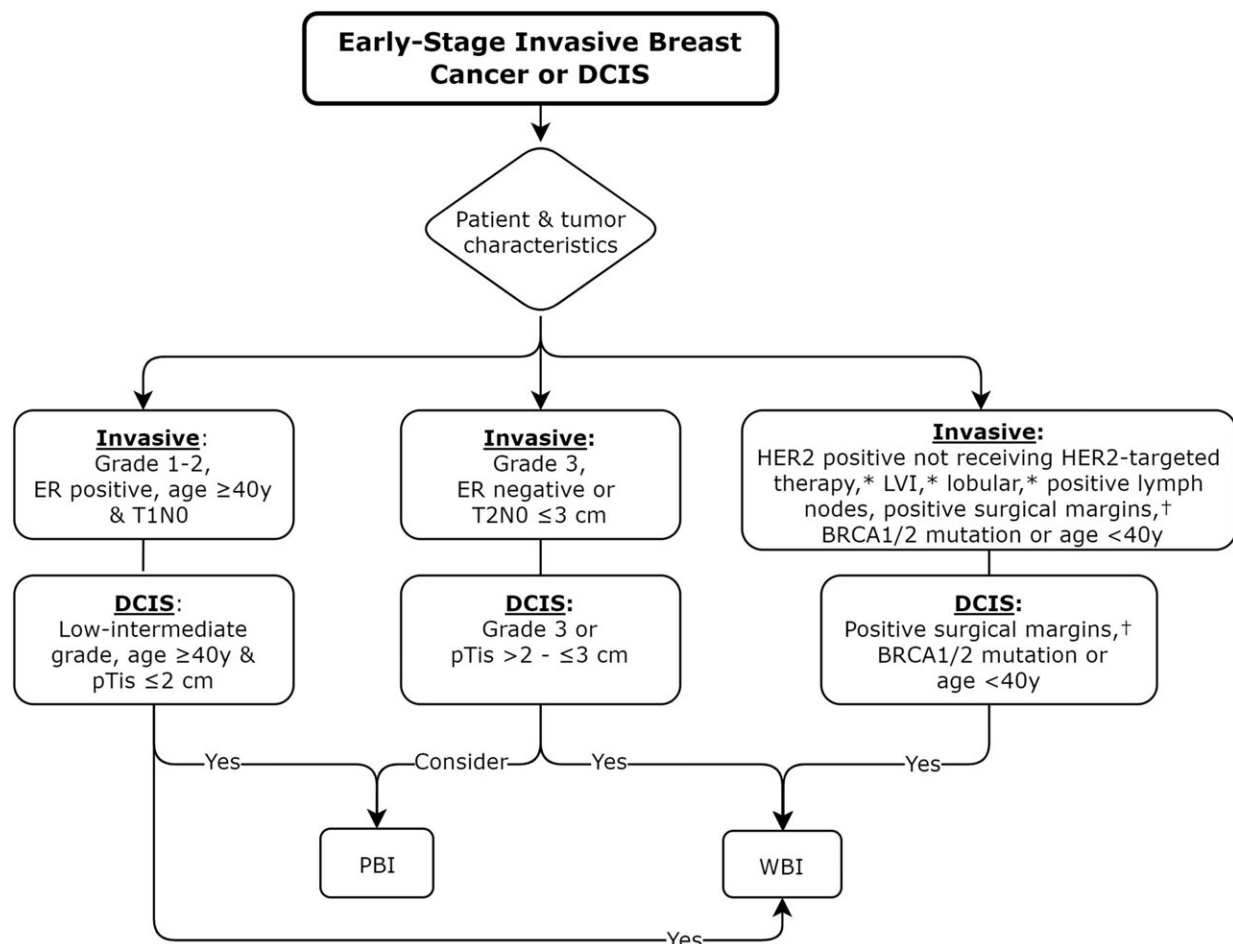 Early-Stage Invasive Breast
Cancer or DCIS
Patient & tumor
characteristics
Invasive:
Grade 1-2,
ER positive, age ≥40y
& T1N0
Invasive:
Grade 3,
ER negative or
T2N0 ≤3 cm
Invasive:
HER2 positive not receiving HER2-targeted
therapy,* LVI,* lobular,* positive lymph
nodes, positive surgical margins,†
BRCA1/2 mutation or age <40y
DCIS:
Low-intermediate
grade, age ≥40y &
pTis ≤2 cm
DCIS:
Grade 3 or
pTis >2 - ≤3 cm
DCIS:
Positive surgical margins,†
BRCA1/2 mutation or
age <40y
Yes
Consider
Yes
Yes
PBI
WBI
Yes